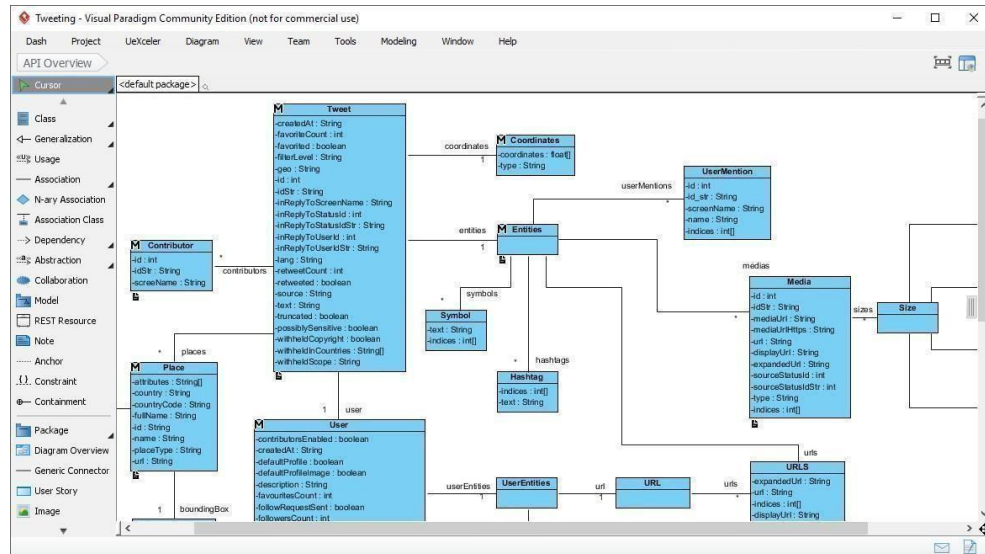 Tweeting - Visual Paradigm Community Edition (not for commercial use)
Dash Project UeXceler Diagram View Team Tools Modeling Window Help
API Overview
Cursor
Class
Generalization
Usage
Association
N-ary Association
Association Class
Dependency
Abstraction
Collaboration
Model
REST Resource
Note
Anchor
Constraint
Containment
Package
Diagram Overview
Generic Connector
User Story
Image
<default package>
Tweet
-createdAt : String
-favoriteCount : int
-favorited : boolean
-filterLevel : String
-geo : String
-id : int
-idStr : String
-inReplyToScreenName : String
-inReplyToStatusId : int
-inReplyToStatusIdStr : String
-inReplyToUserId : int
-inReplyToUserIdStr : String
-lang : String
-retweetCount : int
-retweeted : boolean
-source : String
-text : String
-truncated : boolean
-possiblySensitive : boolean
-withheldCopyright : boolean
-withheldInCountries : String[]
-withheldScope : String
coordinates
1
Coordinates
-coordinates : float[]
-type : String
userMentions
*
UserMention
-id : int
-id_str : String
-screenName : String
-name : String
-indices : int[]
entities
1
Entities
Contributor
-id : int
-idStr : String
-screeName : String
*
contributors
symbols
*
Symbol
-text : String
-indices : int[]
* hashtags
Hashtag
-indices : int[]
-text : String
medias
*
Media
-id : int
-idStr : String
-mediaUrl : String
-mediaUrlHttps : String
-url : String
-displayUrl : String
-expandedUrl : String
-sourceStatusId : int
-sourceStatusIdStr : int
-type : String
-indices : int[]
sizes
*
Size
* places
Place
-attributes : String[]
-country : String
-countryCode : String
-fullName : String
-id : String
-name : String
-placeType : String
-url : String
1 boundingBox
1 user
User
-contributorsEnabled : boolean
-createdAt : String
-defaultProfile : boolean
-defaultProfileImage : boolean
-description : String
-favouritesCount : int
-followRequestSent : boolean
-followersCount : int
userEntities
1
UserEntities
url
1
URL
urls
*
* urls
URLS
-expandedUrl : String
-url : String
-indices : int[]
-displayUrl : String